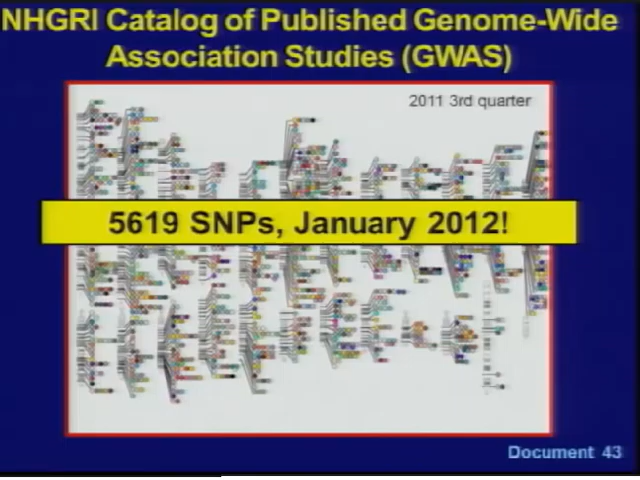 NHGRI Catalog of Published Genome-Wide
Association Studies (GWAS)
2011 3rd quarter
5619 SNPs, January 2012!
Document 43